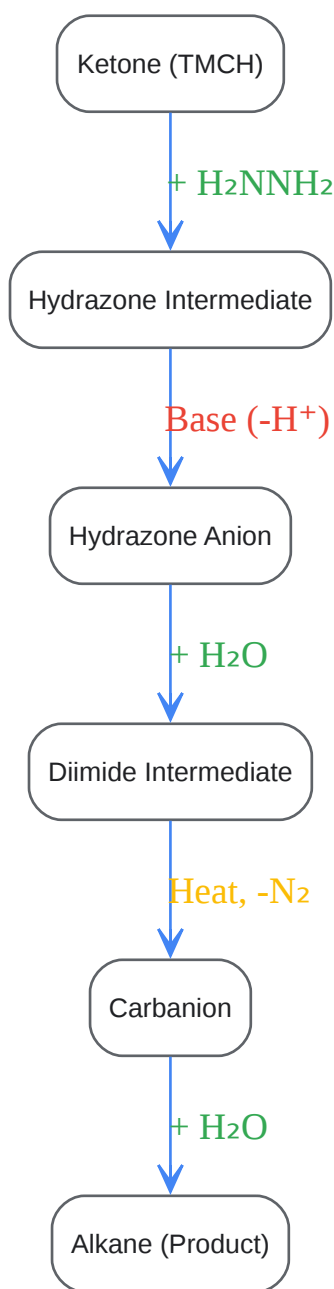 Ketone (TMCH)
+ H₂NNH₂
Hydrazone Intermediate
Base (-H⁺)
Hydrazone Anion
+ H₂O
Diimide Intermediate
Heat, -N₂
Carbanion
+ H₂O
Alkane (Product)